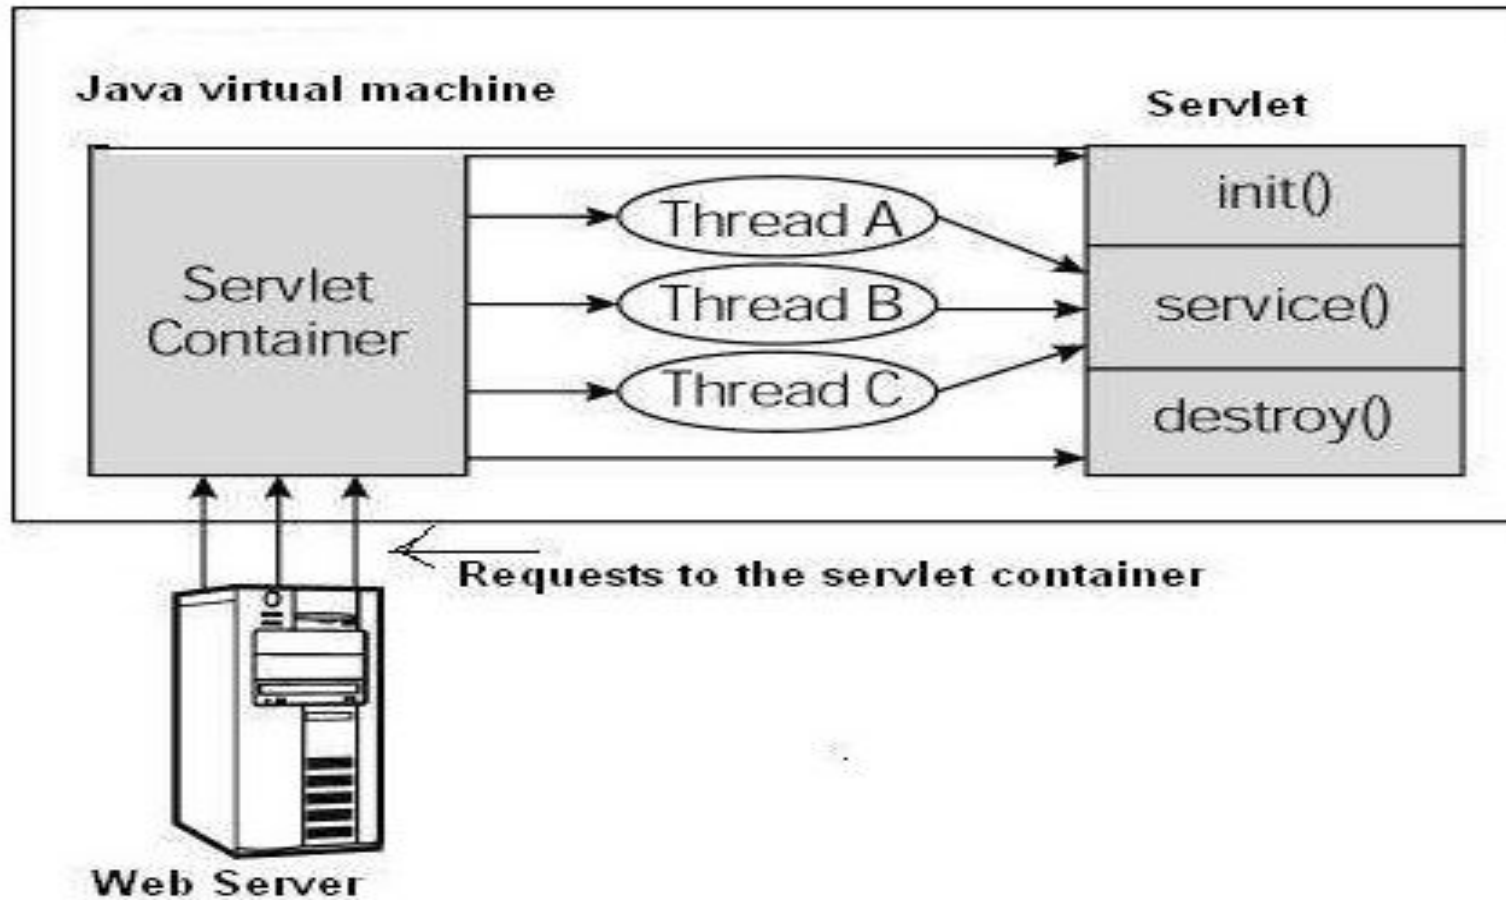 Java virtual machine
Servlet
Servlet
Container
Thread A
Thread B
Thread C
init()
service()
destroy()
Requests to the servlet container
Web Server